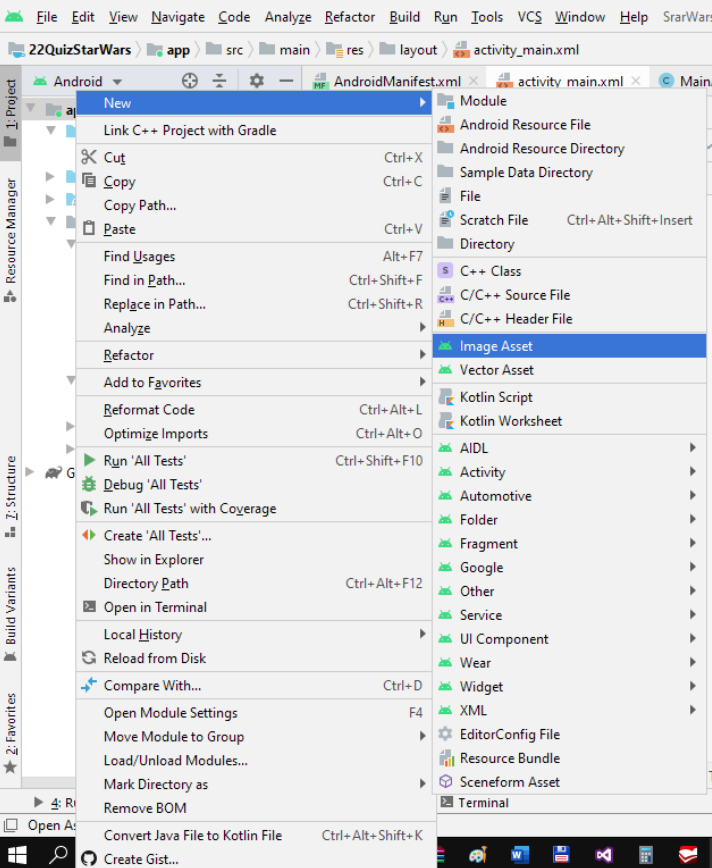 File Edit View Navigate Code Analyze Refactor Build Run Tools VCS Window Help SrarWars
22QuizStarWars app src main res layout activity_main.xml
Android AndroidManifest.xml activity_main.xml Main
1: Project
Resource Manager
7: Structure
Build Variants
2: Favorites
New
Link C++ Project with Gradle
Cut Ctrl+X
Copy Ctrl+C
Copy Path...
Paste Ctrl+V
Find Usages Alt+F7
Find in Path... Ctrl+Shift+F
Replace in Path... Ctrl+Shift+R
Analyze
Refactor
Add to Favorites
Reformat Code Ctrl+Alt+L
Optimize Imports Ctrl+Alt+O
Run 'All Tests' Ctrl+Shift+F10
Debug 'All Tests'
Run 'All Tests' with Coverage
Create 'All Tests'...
Show in Explorer
Directory Path Ctrl+Alt+F12
Open in Terminal
Local History
Reload from Disk
Compare With... Ctrl+D
Open Module Settings F4
Move Module to Group
Load/Unload Modules...
Mark Directory as
Remove BOM
Convert Java File to Kotlin File Ctrl+Alt+Shift+K
Create Gist...
Module
Android Resource File
Android Resource Directory
Sample Data Directory
File
Scratch File Ctrl+Alt+Shift+Insert
Directory
C++ Class
C/C++ Source File
C/C++ Header File
Image Asset
Vector Asset
Kotlin Script
Kotlin Worksheet
AIDL
Activity
Automotive
Folder
Fragment
Google
Other
Service
UI Component
Wear
Widget
XML
EditorConfig File
Resource Bundle
Sceneform Asset
Terminal